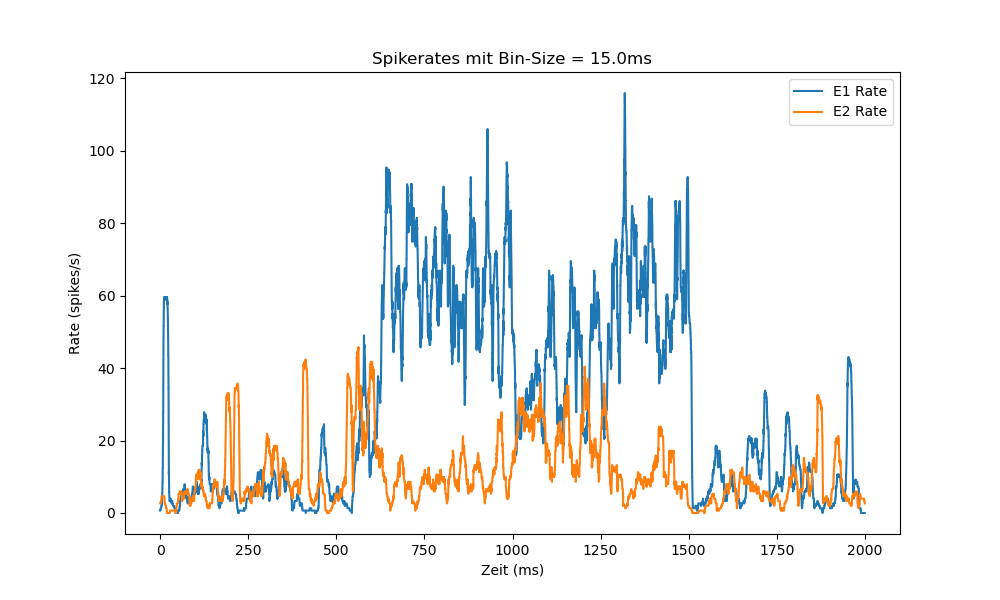 Spikerates mit Bin-Size = 15.0ms
E1 Rate
E2 Rate
120
100
80
60
40
20
0
Rate (spikes/s)
0 250 500 750 1000 1250 1500 1750 2000
Zeit (ms)